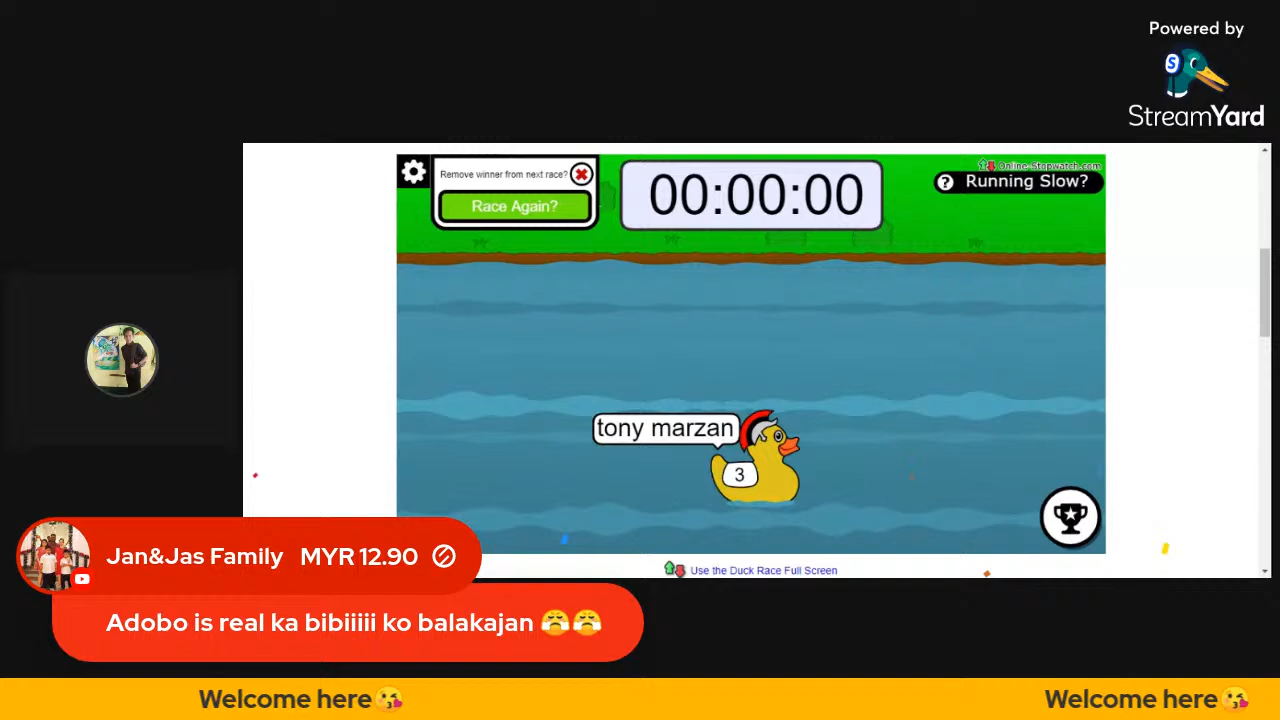 Powered by
StreamYard
Remove winner from next race?
Race Again?
00:00:00
Online-Stopwatch.com
Running Slow?
tony marzan
3
Use the Duck Race Full Screen
Jan&Jas Family MYR 12.90
Adobo is real ka bibiiiii ko balakajan 😤😤
Welcome here😘 Welcome here😘